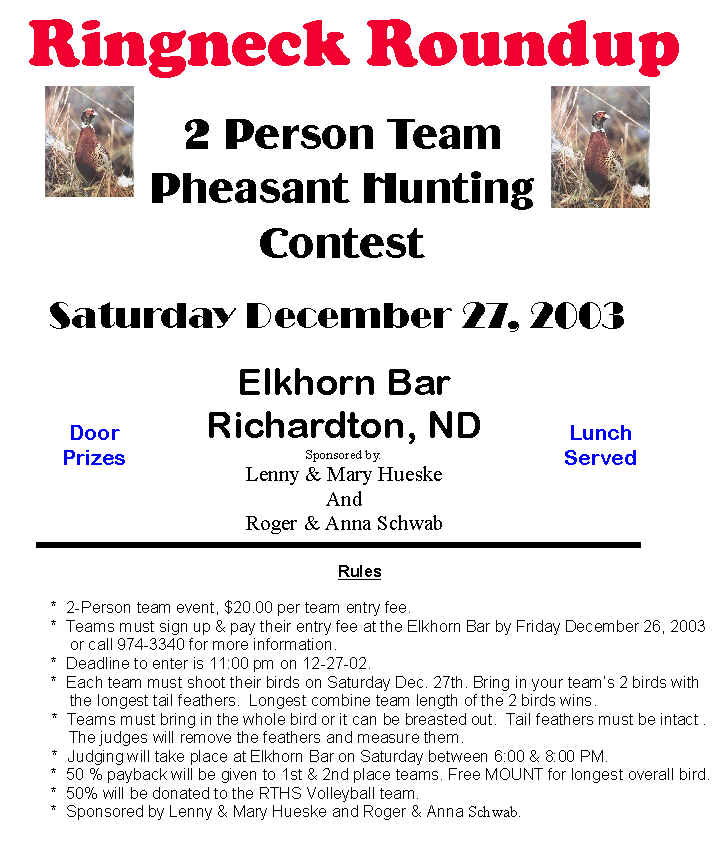 Ringneck Roundup
2 Person Team
Pheasant Hunting
Contest
Saturday December 27, 2003
Elkhorn Bar
Richardton, ND
Door
Prizes
Lunch
Served
Sponsored by:
Lenny & Mary Hueske
And
Roger & Anna Schwab
Rules
* 2-Person team event, $20.00 per team entry fee.
* Teams must sign up & pay their entry fee at the Elkhorn Bar by Friday December 26, 2003
or call 974-3340 for more information.
* Deadline to enter is 11:00 pm on 12-27-02.
* Each team must shoot their birds on Saturday Dec. 27th. Bring in your team's 2 birds with
the longest tail feathers. Longest combine team length of the 2 birds wins.
* Teams must bring in the whole bird or it can be breasted out. Tail feathers must be intact .
The judges will remove the feathers and measure them.
* Judging will take place at Elkhorn Bar on Saturday between 6:00 & 8:00 PM.
* 50 % payback will be given to 1st & 2nd place teams. Free MOUNT for longest overall bird.
* 50% will be donated to the RTHS Volleyball team.
* Sponsored by Lenny & Mary Hueske and Roger & Anna Schwab.